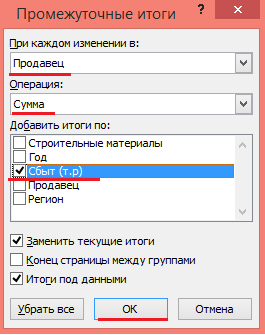 Промежуточные итоги
При каждом изменении в:
Продавец
Операция:
Сумма
Добавить итоги по:
Строительные материалы
Год
Сбыт (т.р)
Продавец
Регион
Заменить текущие итоги
Конец страницы между группами
Итоги под данными
Убрать все ОК Отмена